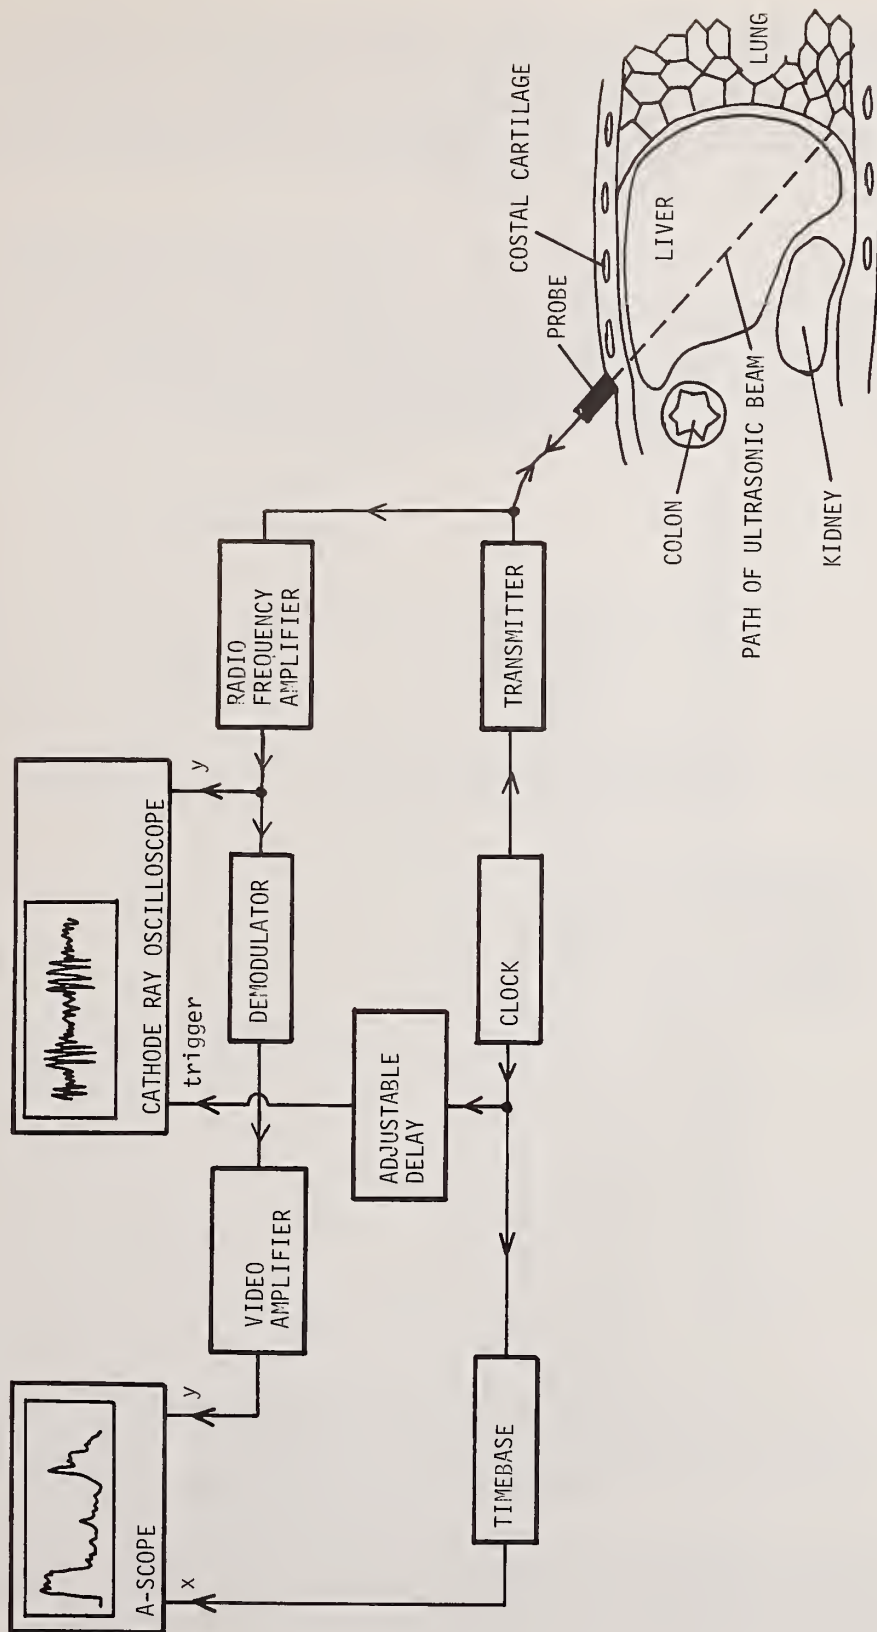 A-SCOPE
x
y
CATHODE RAY OSCILLOSCOPE
trigger
y
VIDEO
AMPLIFIER
DEMODULATOR
RADIO
FREQUENCY
AMPLIFIER
ADJUSTABLE
DELAY
TIMEBASE
CLOCK
TRANSMITTER
PROBE
COSTAL CARTILAGE
LIVER
LUNG
COLON
PATH OF ULTRASONIC BEAM
KIDNEY